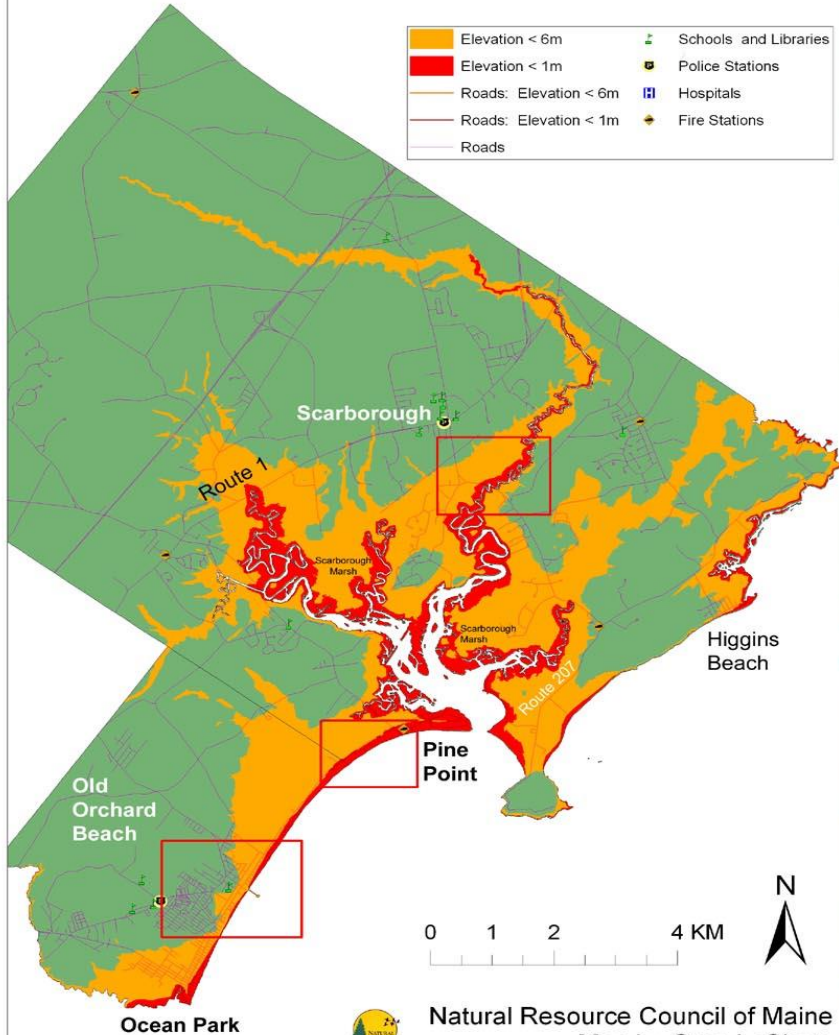 Elevation < 6m
Elevation < 1m
Roads: Elevation < 6m
Roads: Elevation < 1m
Roads
Schools and Libraries
Police Stations
H Hospitals
Fire Stations
Scarborough
P
Route 1
Scarborough
Marsh
Scarborough
Marsh
Route 207
Higgins
Beach
Pine
Point
Old
Orchard
Beach
N
0 1 2 4 KM
Ocean Park
NATURAL
Natural Resource Council of Maine